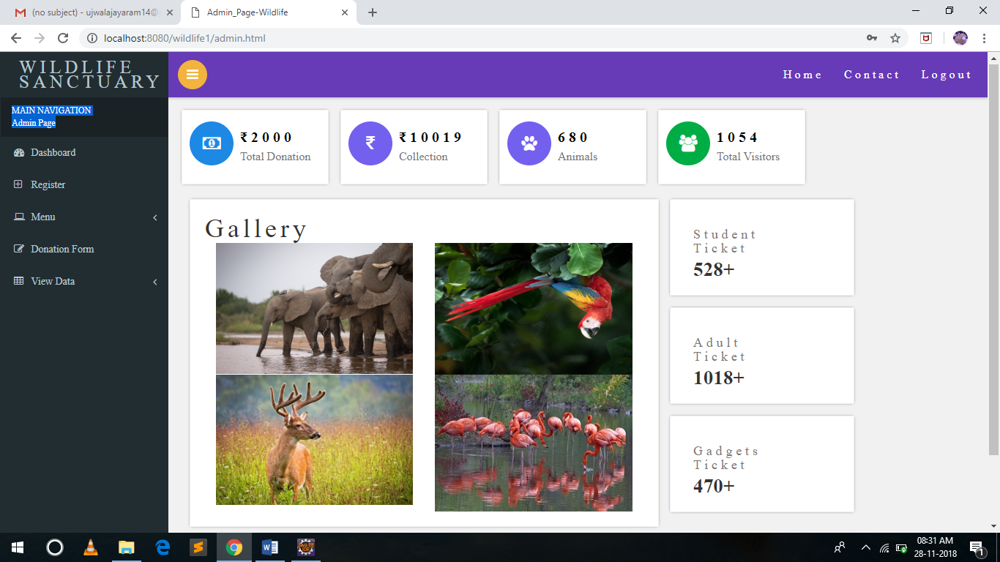 (no subject) - ujwalajayaram14@
Admin_Page-Wildlife
localhost:8080/wildlife1/admin.html
WILDLIFE
SANCTUARY
Home Contact Logout
MAIN NAVIGATION
Admin Page
Dashboard
Register
Menu
Donation Form
View Data
₹2000
Total Donation
₹10019
Collection
680
Animals
1054
Total Visitors
Gallery
Student
Ticket
528+
Adult
Ticket
1018+
Gadgets
Ticket
470+
08:31 AM
28-11-2018
1